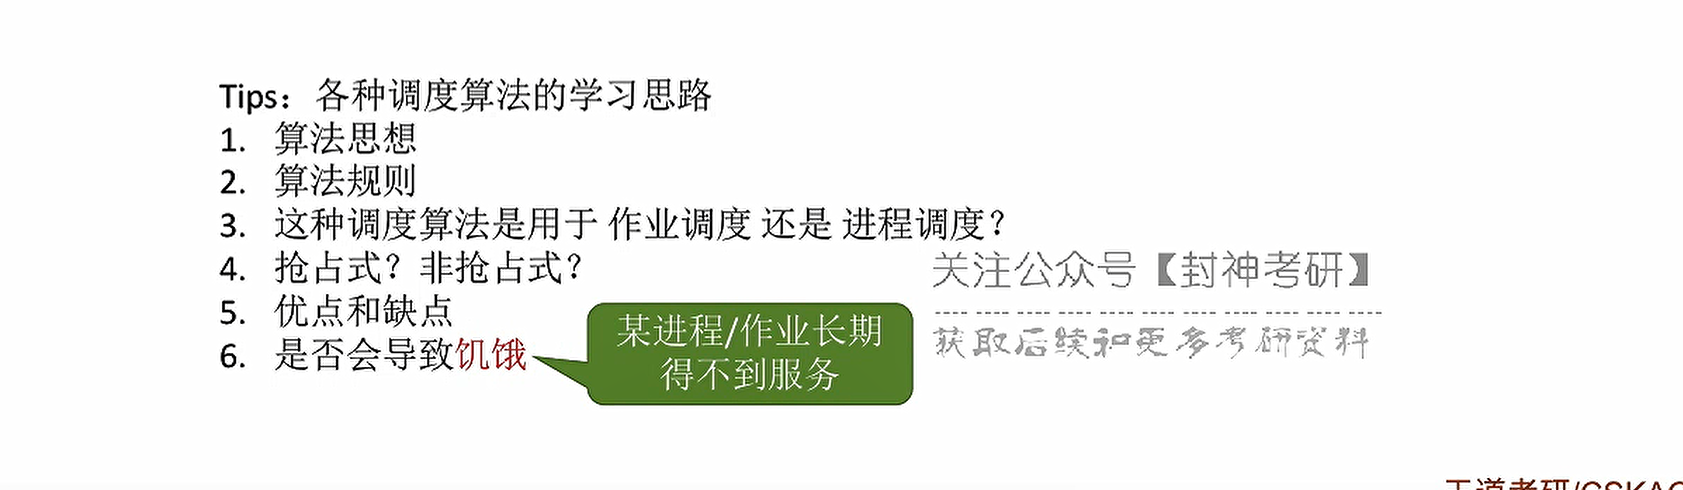 Tips：各种调度算法的学习思路
1. 算法思想
2. 算法规则
3. 这种调度算法是用于 作业调度 还是 进程调度？
4. 抢占式？非抢占式？
5. 优点和缺点
6. 是否会导致饥饿
某进程/作业长期
得不到服务
关注公众号【封神考研】
获取后续和更多考研资料